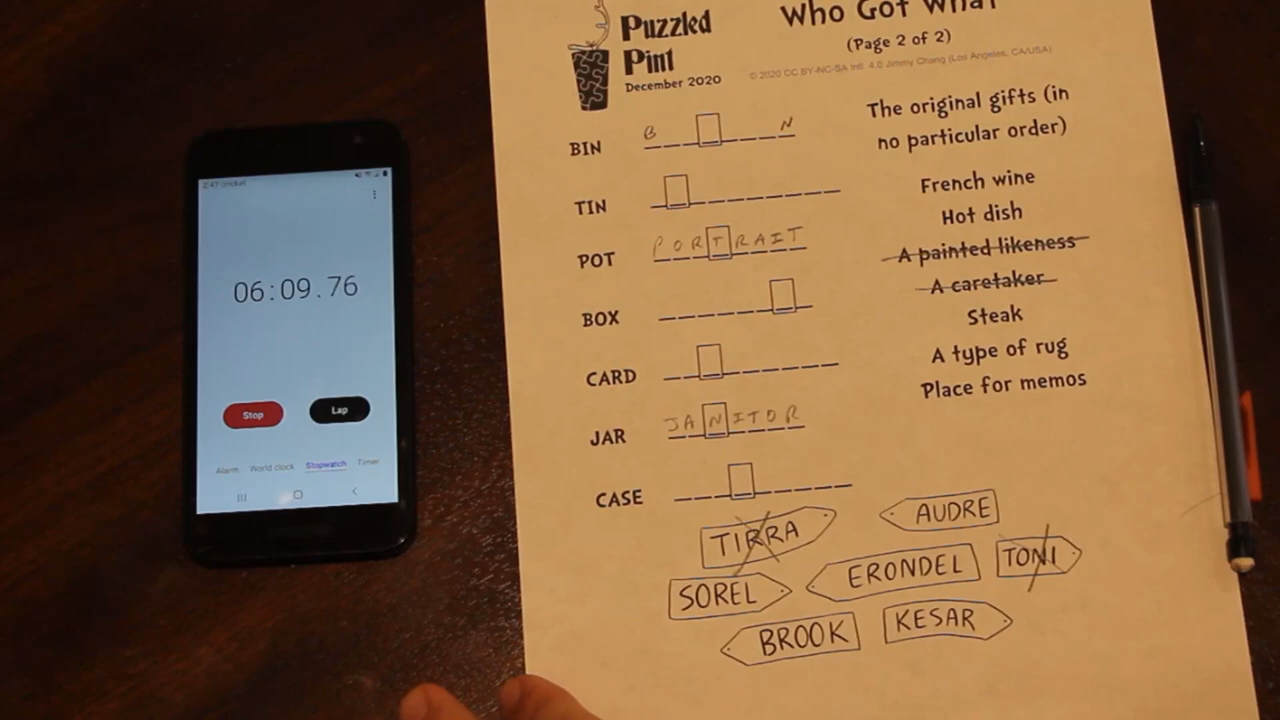 Puzzled
Pint
December 2020
Who Got What
(Page 2 of 2)
© 2020 CC BY-NC-SA Intl. 4.0 Jimmy Chang (Los Angeles, CA/USA)
The original gifts (in
no particular order)
BIN B N
TIN
POT PORTRAIT
BOX
CARD
JAR JANITOR
CASE
French wine
Hot dish
A painted likeness
A caretaker
Steak
A type of rug
Place for memos
TIRRA
AUDRE
SOREL
ERONDEL
TONI
BROOK
KESAR
2:47 cricket
06:09.76
Stop
Lap
Alarm World clock Stopwatch Timer